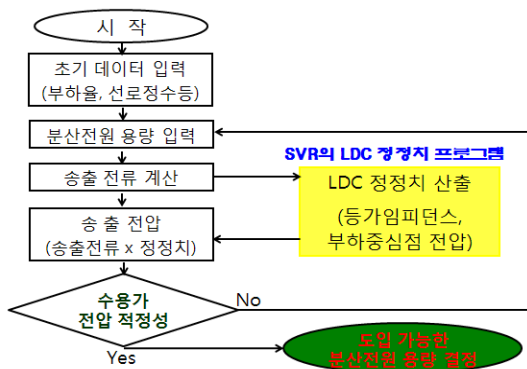 시 작
초기 데이터 입력
(부하율, 선로정수등)
분산전원 용량 입력
SVR의 LDC 정정치 프로그램
송출 전류 계산
LDC 정정치 산출
(등가임피던스,
부하중심점 전압)
송 출 전압
(송출전류 x 정정치)
수용가
전압 적정성
No
Yes
도입 가능한
분산전원 용량 결정